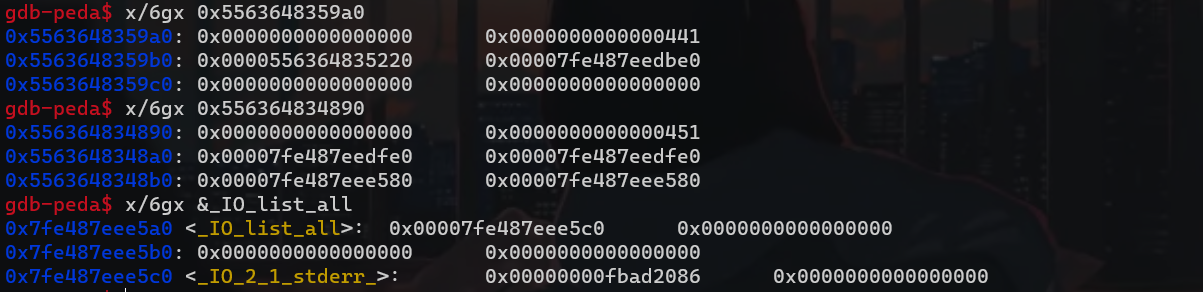 gdb-peda$ x/6gx 0x5563648359a0
0x5563648359a0: 0x0000000000000000 0x0000000000000441
0x5563648359b0: 0x0000556364835220 0x00007fe487eedbe0
0x5563648359c0: 0x0000000000000000 0x0000000000000000
gdb-peda$ x/6gx 0x556364834890
0x556364834890: 0x0000000000000000 0x0000000000000451
0x5563648348a0: 0x00007fe487eedfe0 0x00007fe487eedfe0
0x5563648348b0: 0x00007fe487eee580 0x00007fe487eee580
gdb-peda$ x/6gx &_IO_list_all
0x7fe487eee5a0 <_IO_list_all>: 0x00007fe487eee5c0 0x0000000000000000
0x7fe487eee5b0: 0x0000000000000000 0x0000000000000000
0x7fe487eee5c0 <_IO_2_1_stderr_>: 0x00000000fbad2086 0x0000000000000000